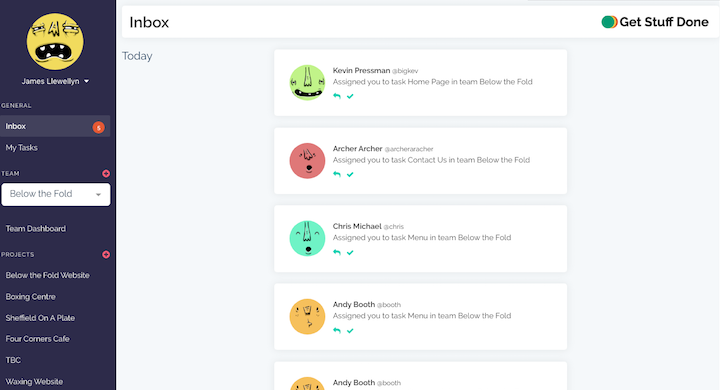 Inbox
Get Stuff Done
James Llewellyn
GENERAL
Inbox
5
My Tasks
TEAM
Below the Fold
Team Dashboard
PROJECTS
Below the Fold Website
Boxing Centre
Sheffield On A Plate
Four Corners Cafe
TBC
Waxing Website
Today
Kevin Pressman @bigkev
Assigned you to task Home Page in team Below the Fold
Archer Archer @archeraracher
Assigned you to task Contact Us in team Below the Fold
Chris Michael @chris
Assigned you to task Menu in team Below the Fold
Andy Booth @booth
Assigned you to task Menu in team Below the Fold
Andy Booth @booth